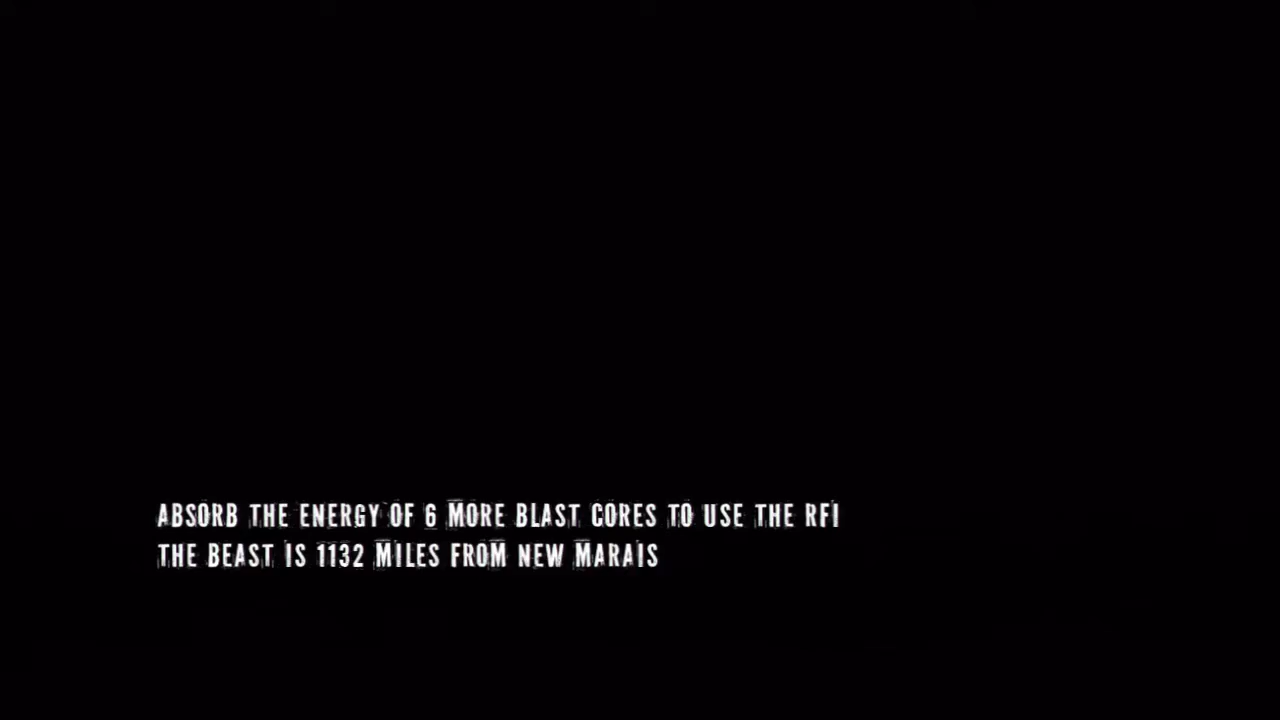 ABSORB THE ENERGY OF 6 MORE BLAST CORES TO USE THE RFI
THE BEAST IS 1132 MILES FROM NEW MARAIS